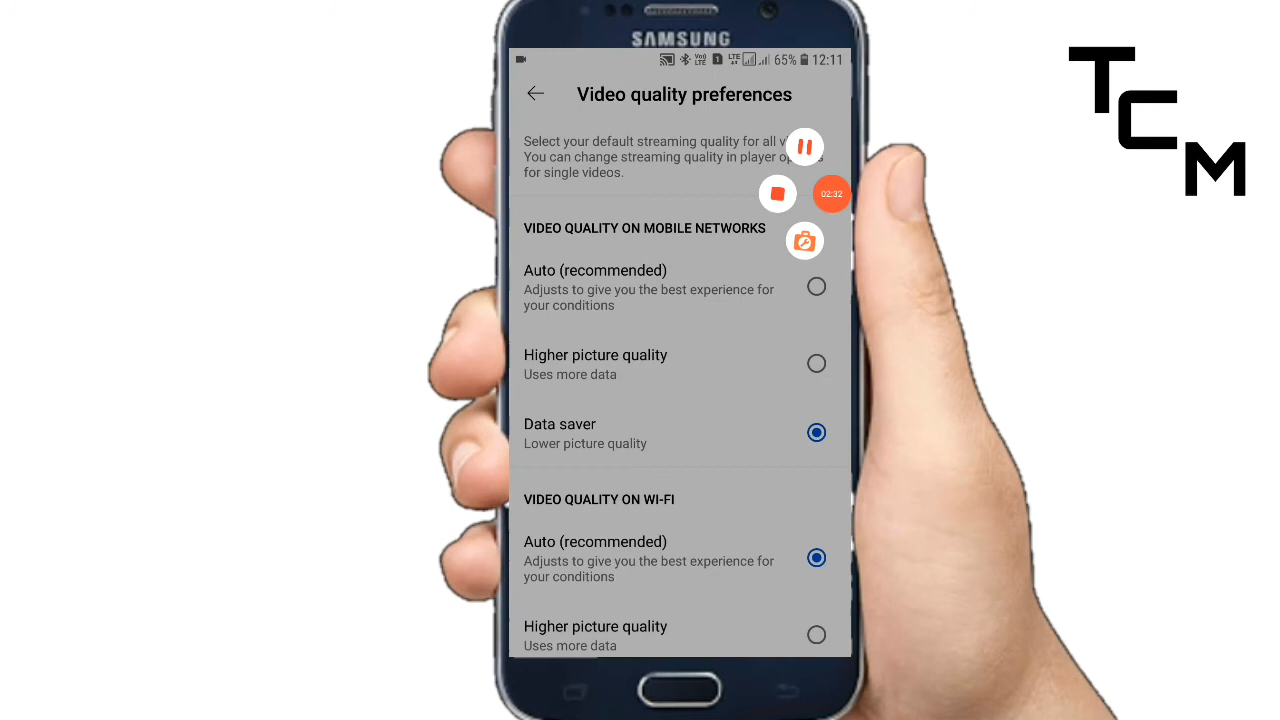 SAMSUNG
65% 12:11
Video quality preferences
Select your default streaming quality for all
You can change streaming quality in player
for single videos.
02:32
VIDEO QUALITY ON MOBILE NETWORKS
Auto (recommended)
Adjusts to give you the best experience for
your conditions
Higher picture quality
Uses more data
Data saver
Lower picture quality
VIDEO QUALITY ON WI-FI
Auto (recommended)
Adjusts to give you the best experience for
your conditions
Higher picture quality
Uses more data
TCM